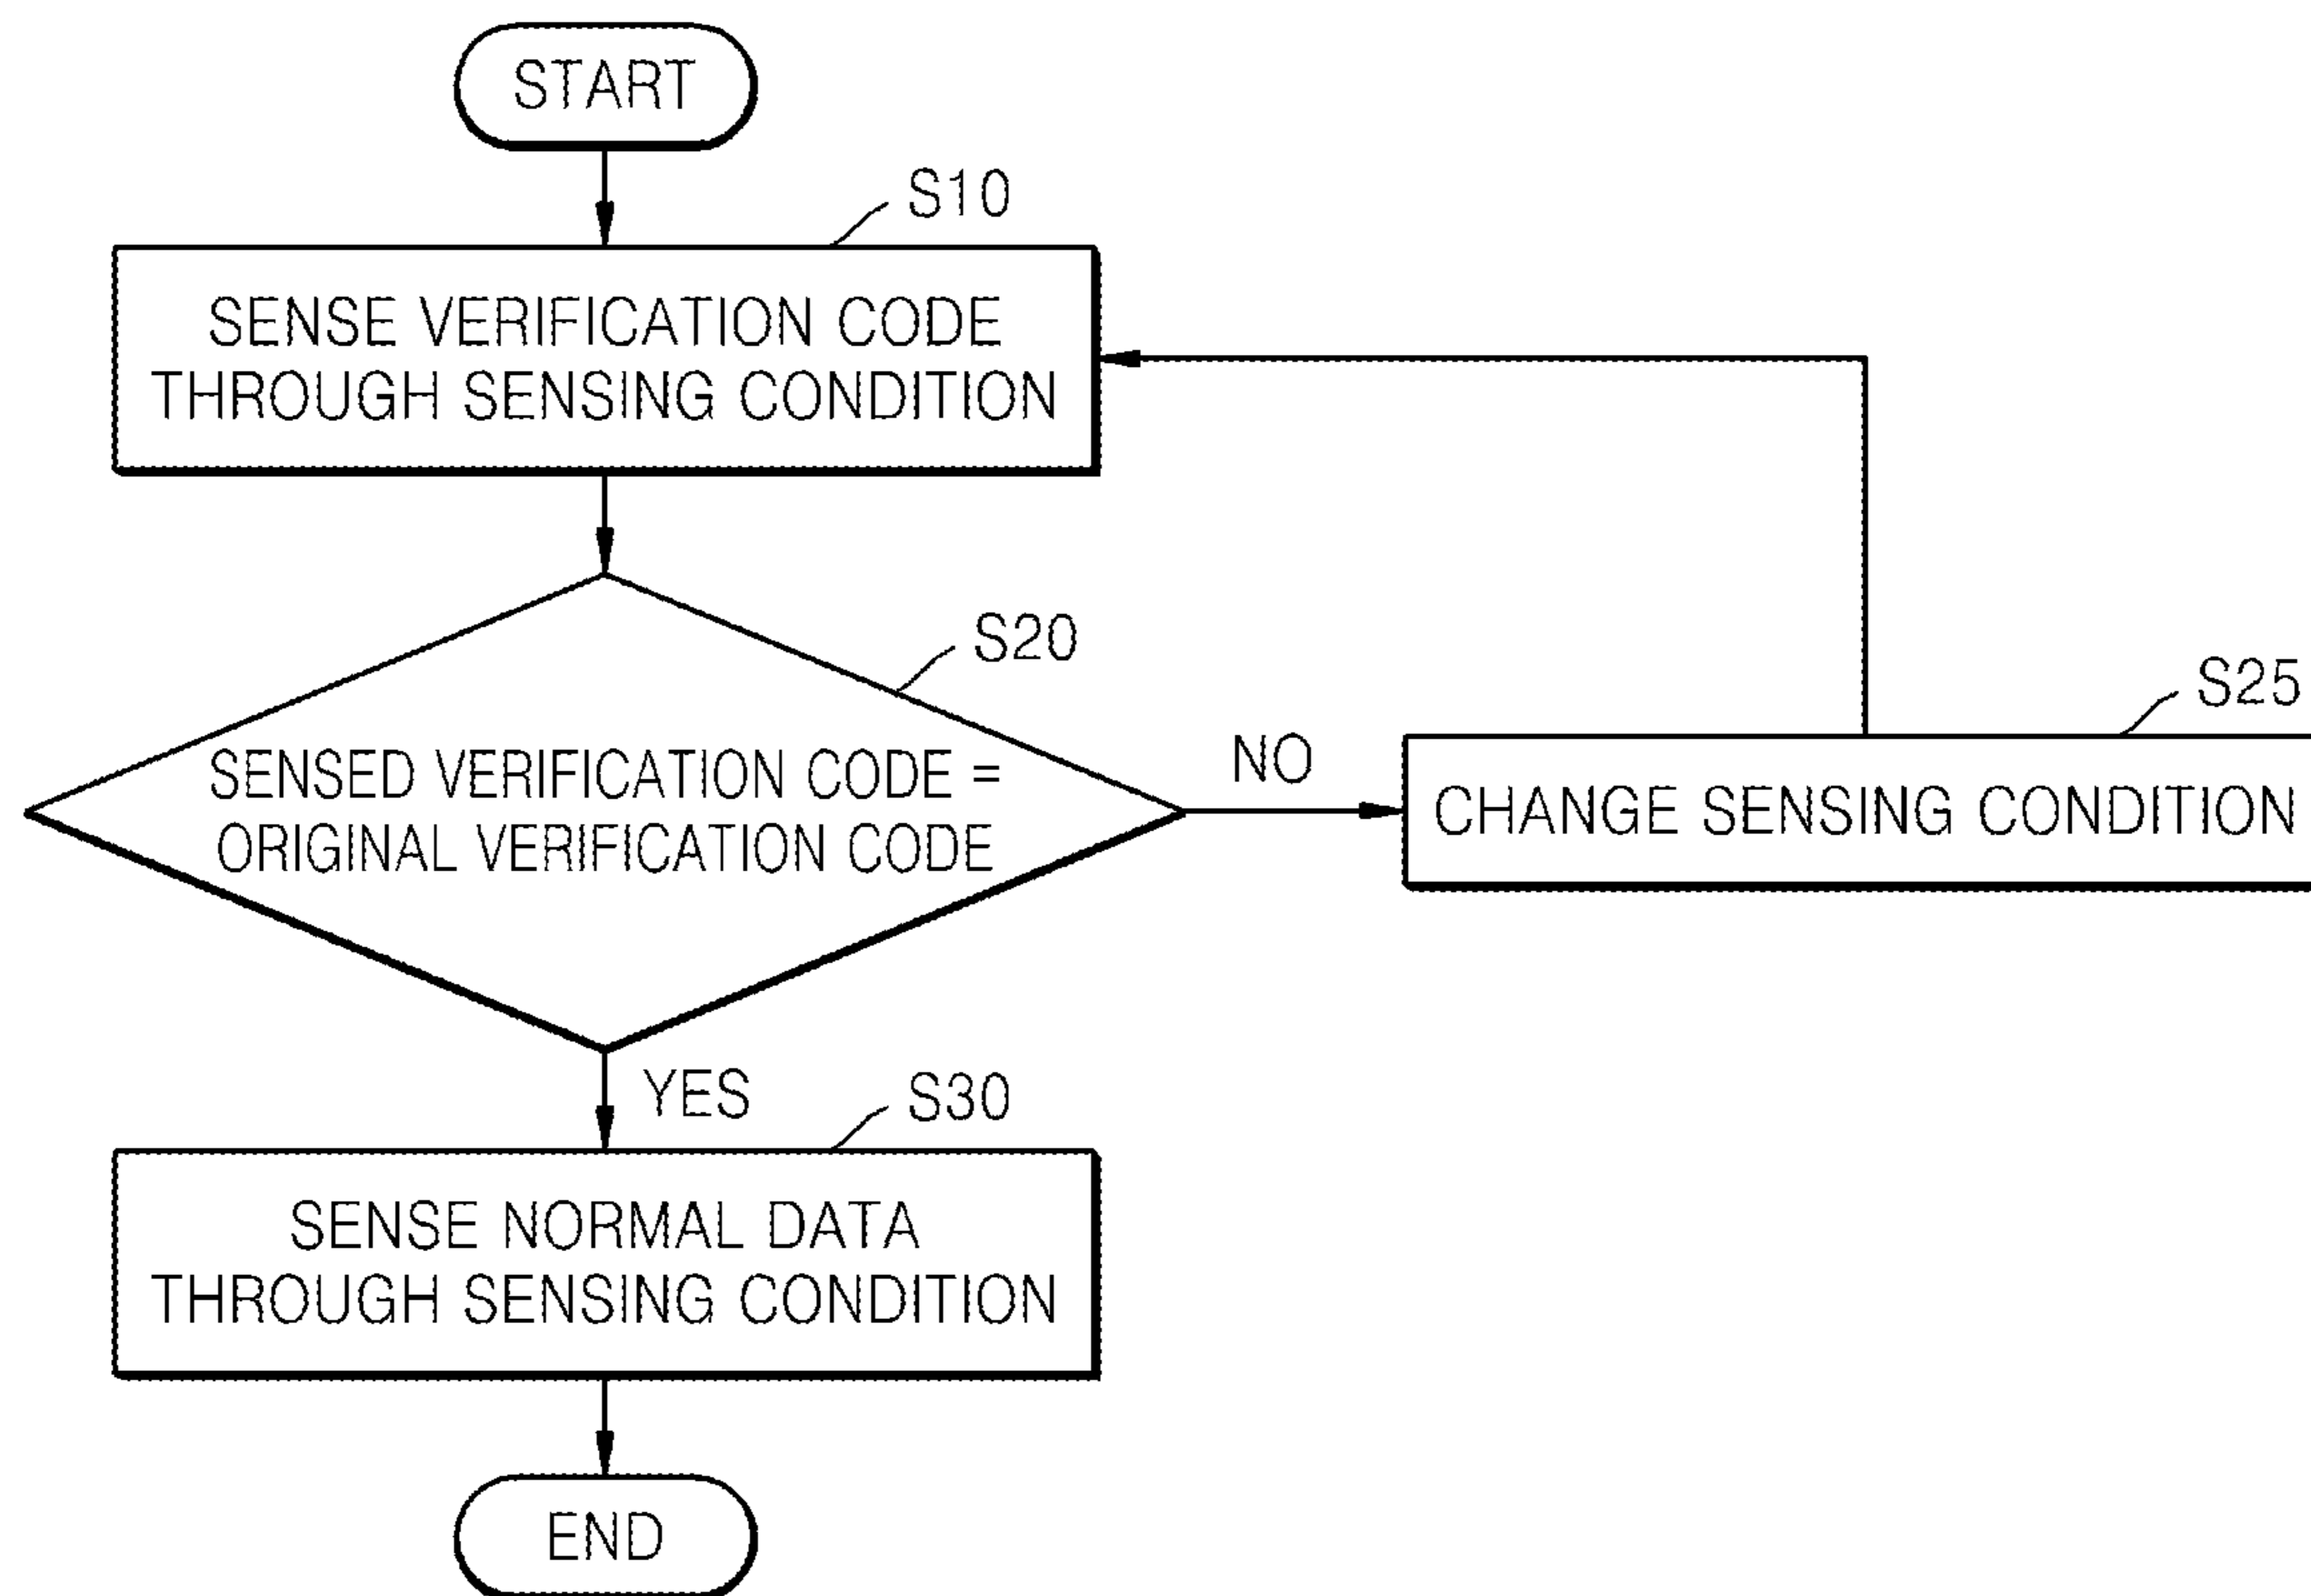 START
S10
SENSE VERIFICATION CODE
THROUGH SENSING CONDITION
S20
SENSED VERIFICATION CODE =
ORIGINAL VERIFICATION CODE
NO
S25
CHANGE SENSING CONDITION
YES
S30
SENSE NORMAL DATA
THROUGH SENSING CONDITION
END